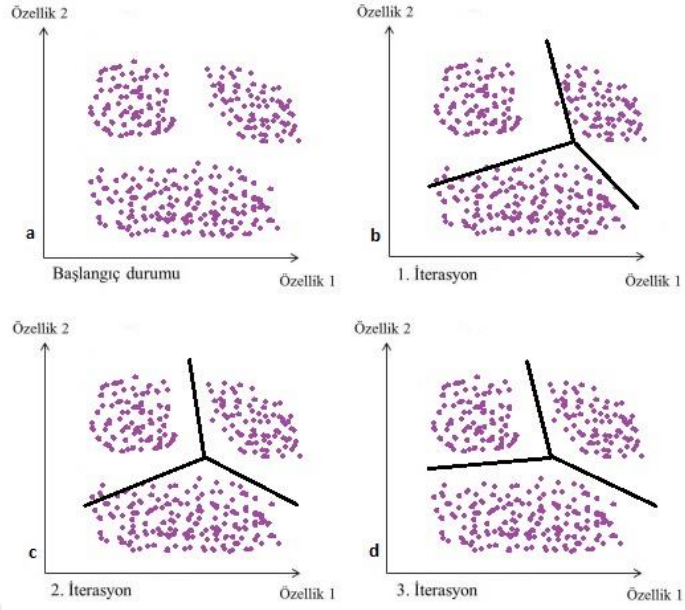 Özellik 2
a
Başlangıç durumu
Özellik 1
Özellik 2
b
1. İterasyon
Özellik 1
Özellik 2
c
2. İterasyon
Özellik 1
Özellik 2
d
3. İterasyon
Özellik 1